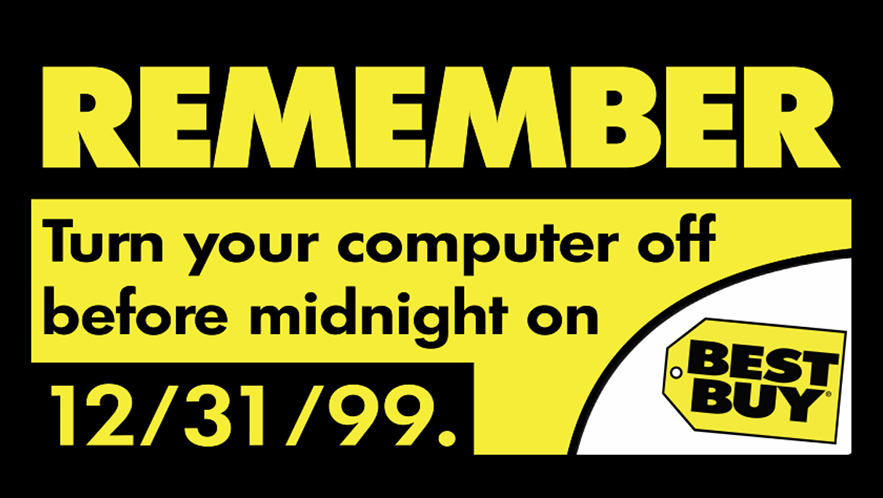 REMEMBER
Turn your computer off
before midnight on
12/31/99.
BEST
BUY®